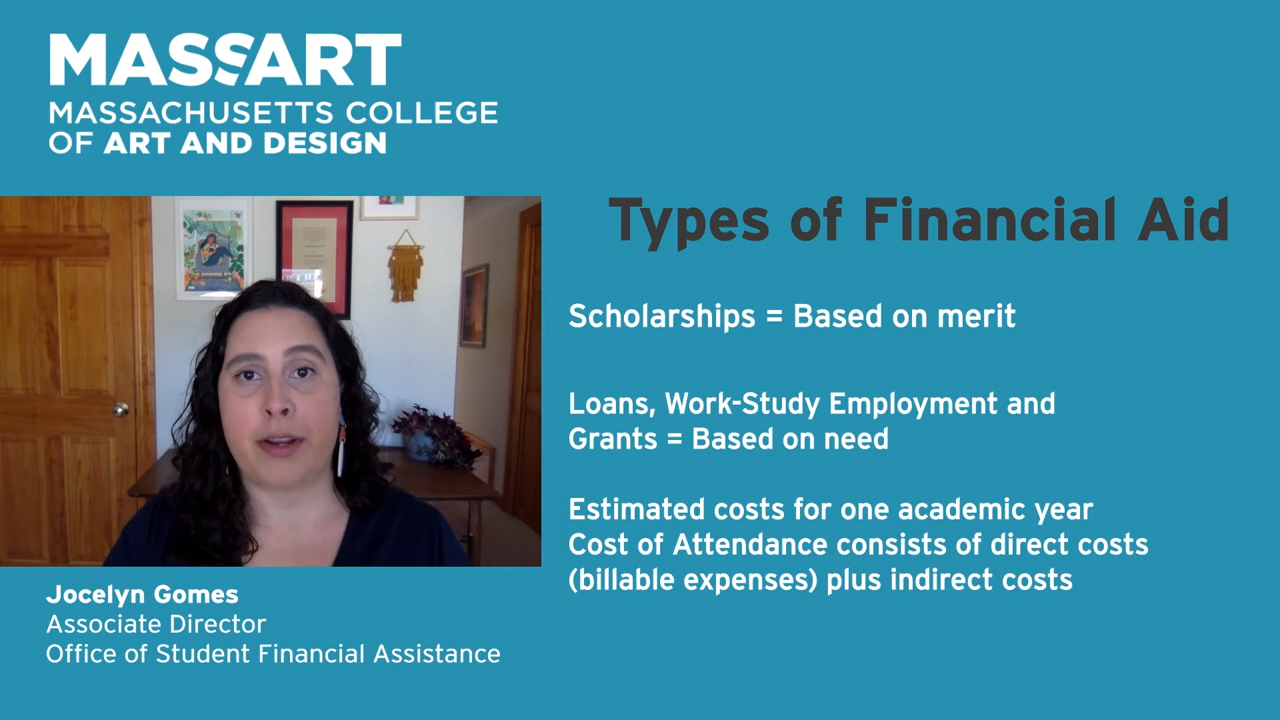 MASSART
MASSACHUSETTS COLLEGE
OF ART AND DESIGN
Types of Financial Aid
Scholarships = Based on merit
Loans, Work-Study Employment and
Grants = Based on need
Estimated costs for one academic year
Cost of Attendance consists of direct costs
(billable expenses) plus indirect costs
Jocelyn Gomes
Associate Director
Office of Student Financial Assistance